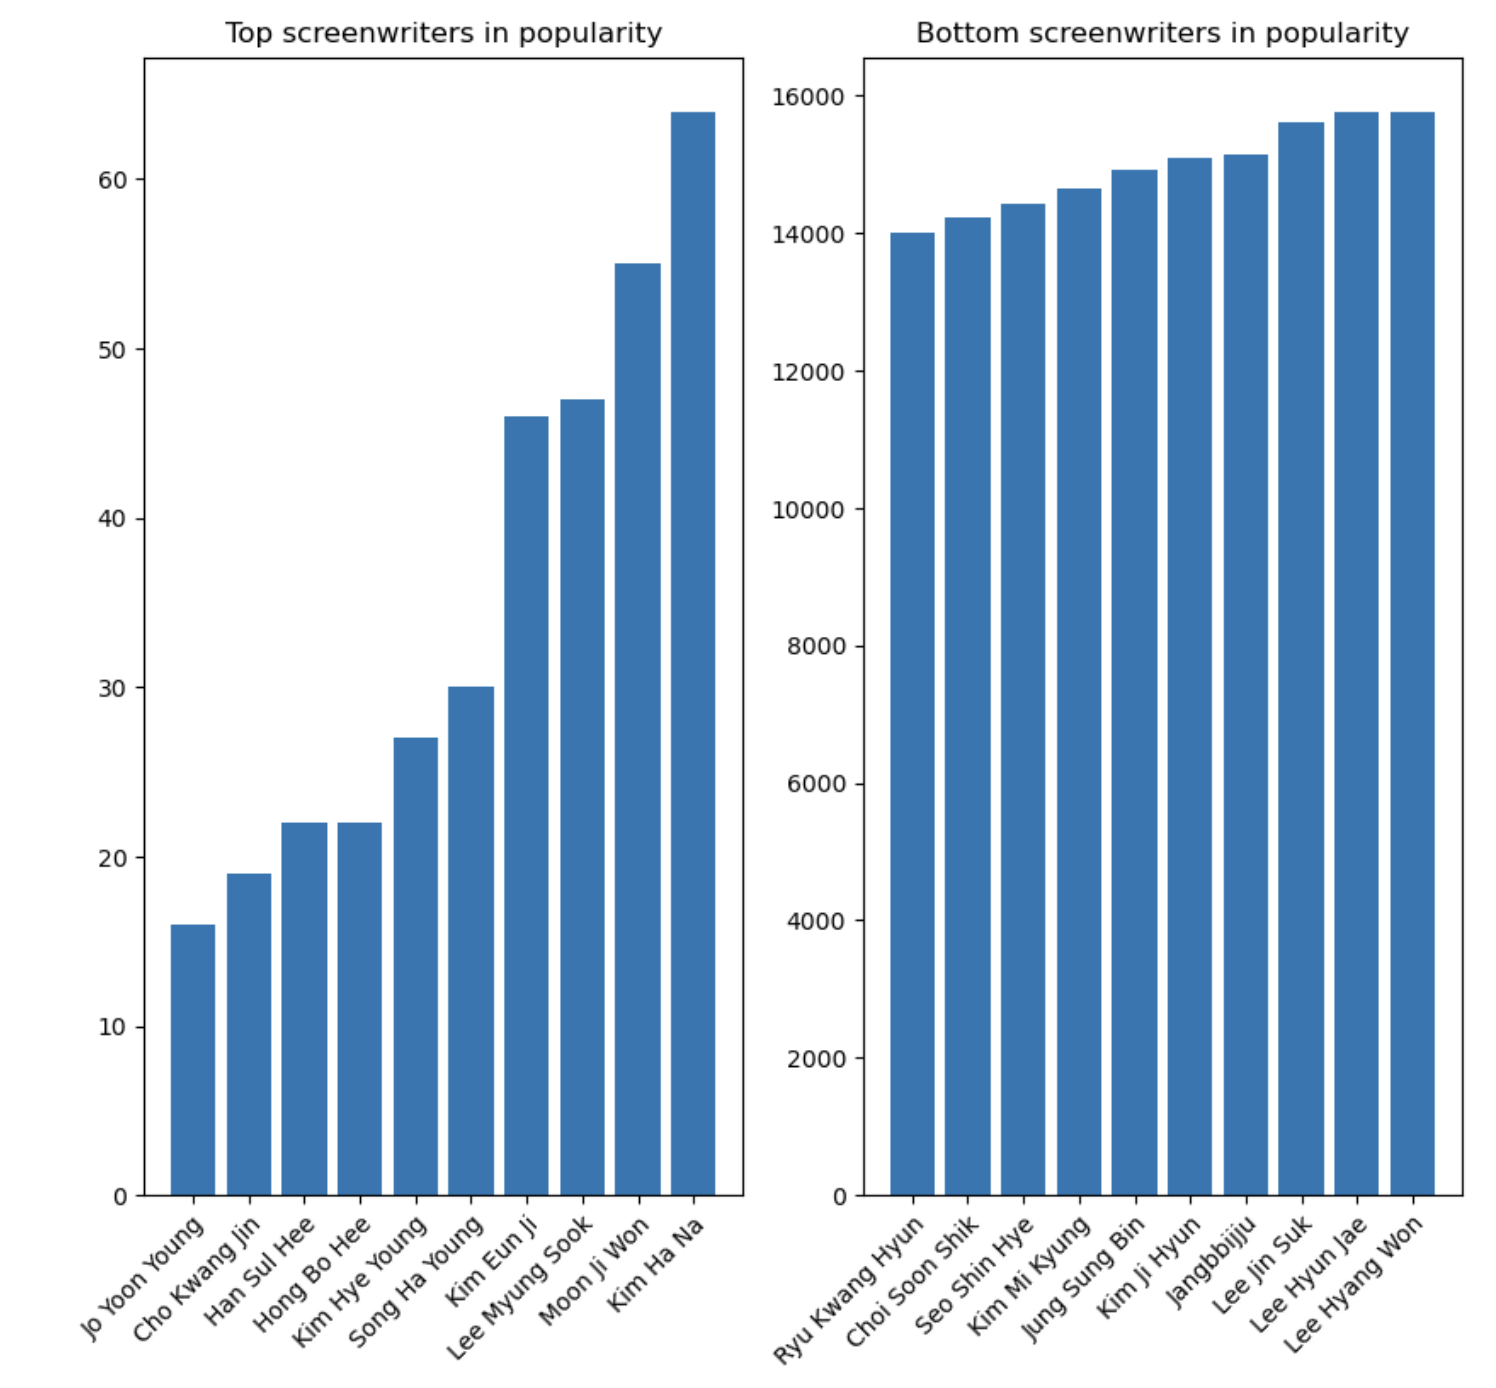 Top screenwriters in popularity
60
50
40
30
20
10
0
Jo Yoon Young
Cho Kwang Jin
Han Sul Hee
Hong Bo Hee
Kim Hye Young
Song Ha Young
Kim Eun Ji
Lee Myung Sook
Moon Ji Won
Kim Ha Na
Bottom screenwriters in popularity
16000
14000
12000
10000
8000
6000
4000
2000
0
Ryu Kwang Hyun
Choi Soon Shik
Seo Shin Hye
Kim Mi Kyung
Jung Sung Bin
Kim Ji Hyun
Jangbbijju
Lee Jin Suk
Lee Hyun Jae
Lee Hyang Won